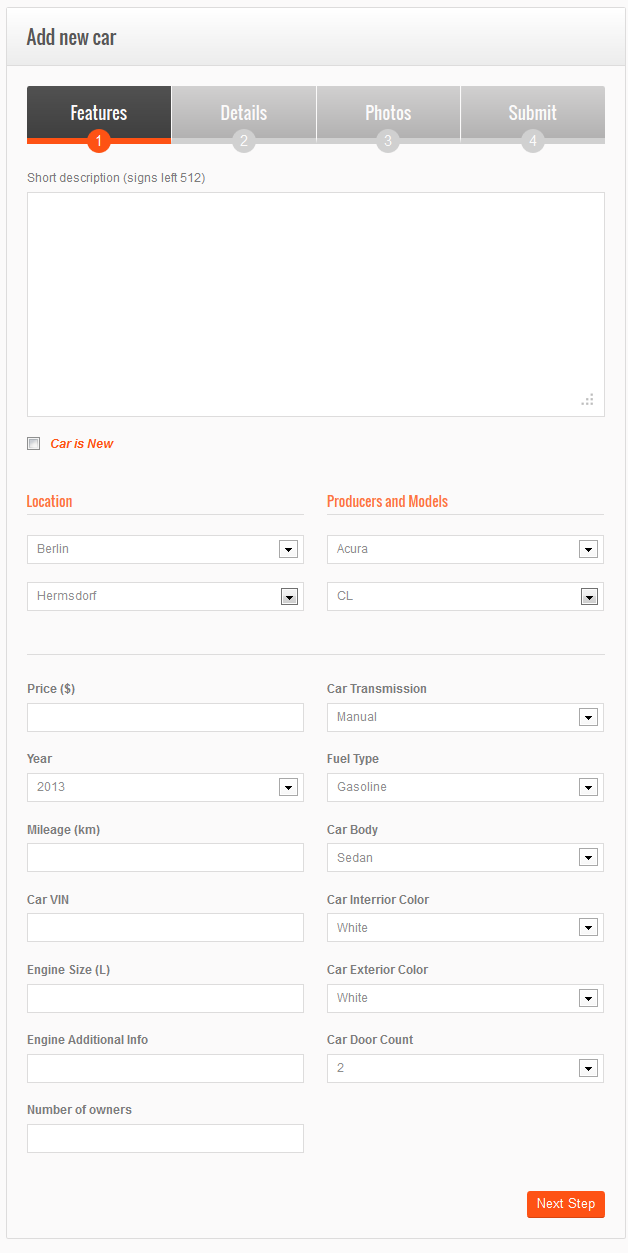 Add new car
Features Details Photos Submit
1 2 3 4
Short description (signs left 512)
Car is New
Location Producers and Models
Berlin Acura
Hermsdorf CL
Price ($) Car Transmission
Manual
Year Fuel Type
2013 Gasoline
Mileage (km) Car Body
Sedan
Car VIN Car Interrior Color
White
Engine Size (L) Car Exterior Color
White
Engine Additional Info Car Door Count
2
Number of owners
Next Step